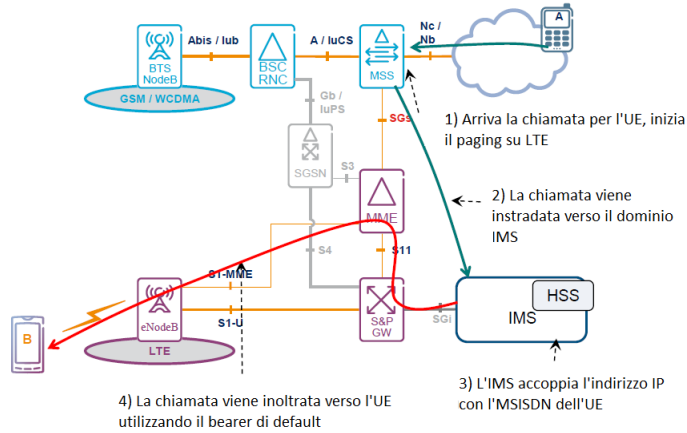 A
Nc /
Nb
Abis / Iub
A / IuCS
BTS
NodeB
BSC
RNC
MSS
GSM / WCDMA
Gb /
IuPS
1) Arriva la chiamata per l'UE, inizia
il paging su LTE
SGs
SGSN
S3
MME
2) La chiamata viene
instradata verso il dominio
IMS
S4
S11
S1-MME
HSS
IMS
eNodeB
S1-U
S&P
GW
SGi
B
LTE
3) L'IMS accoppia l'indirizzo IP
con l'MSISDN dell'UE
4) La chiamata viene inoltrata verso l'UE
utilizzando il bearer di default